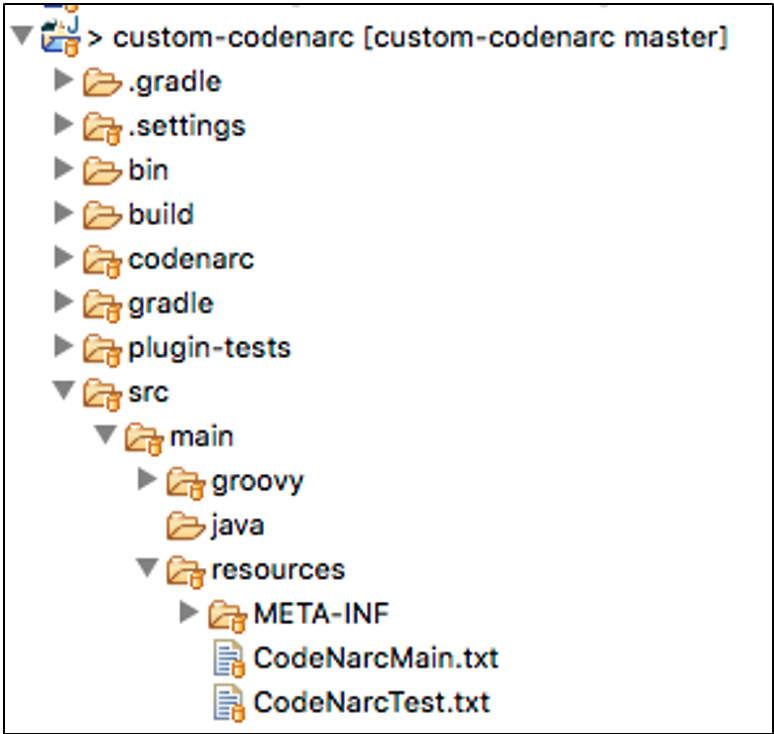 > custom-codenarc [custom-codenarc master]
.gradle
.settings
bin
build
codenarc
gradle
plugin-tests
src
main
groovy
java
resources
META-INF
CodeNarcMain.txt
CodeNarcTest.txt